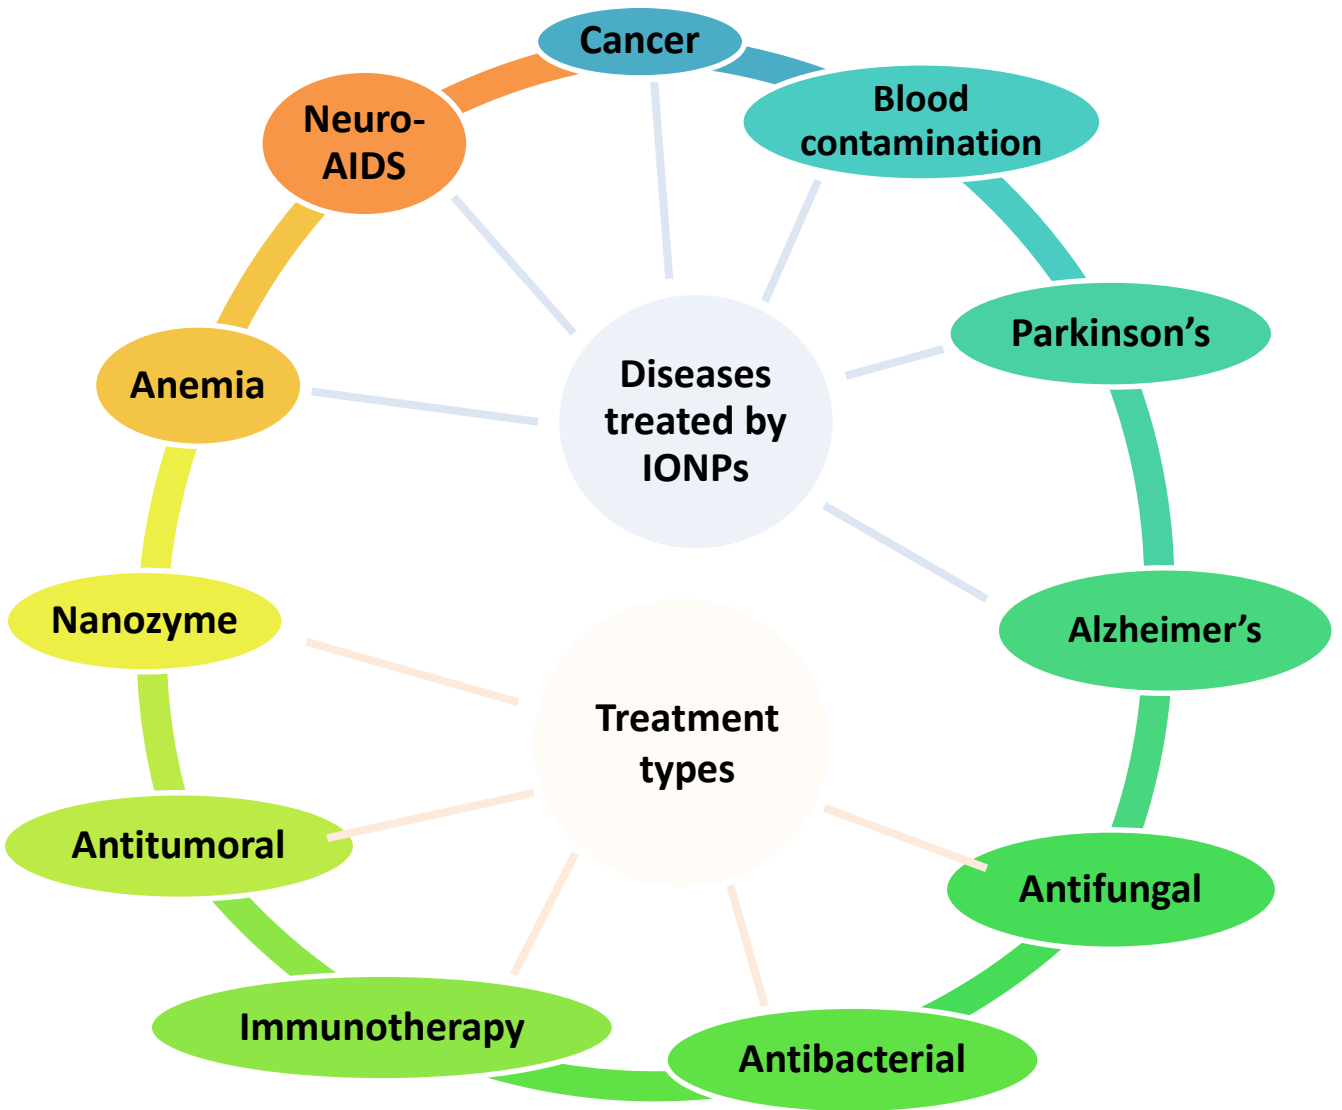 Cancer
Blood
contamination
Neuro-
AIDS
Parkinson’s
Anemia
Diseases
treated by
IONPs
Nanozyme
Alzheimer’s
Treatment
types
Antitumoral
Antifungal
Immunotherapy
Antibacterial